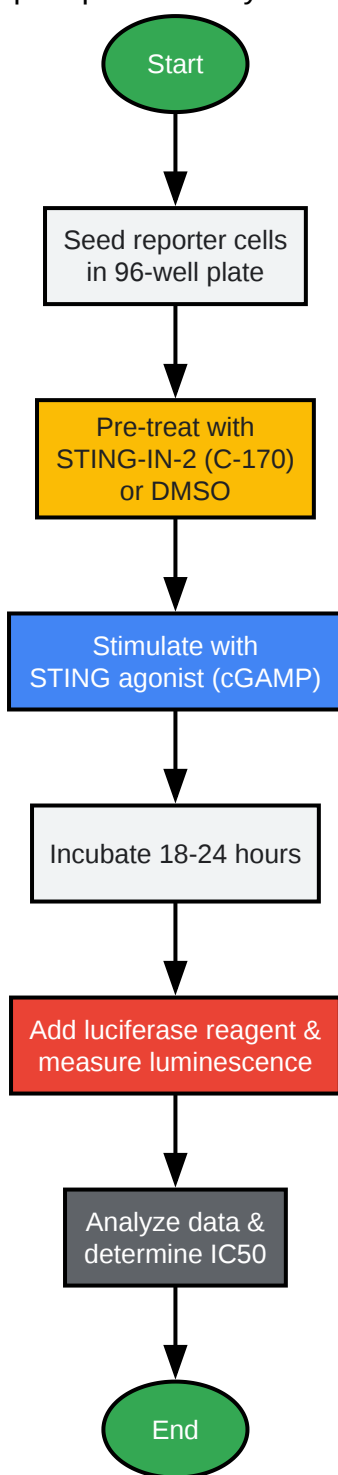 Start
Seed reporter cells
in 96-well plate
Pre-treat with
STING-IN-2 (C-170)
or DMSO
Stimulate with
STING agonist (cGAMP)
Incubate 18-24 hours
Add luciferase reagent &
measure luminescence
Analyze data &
determine IC50
End